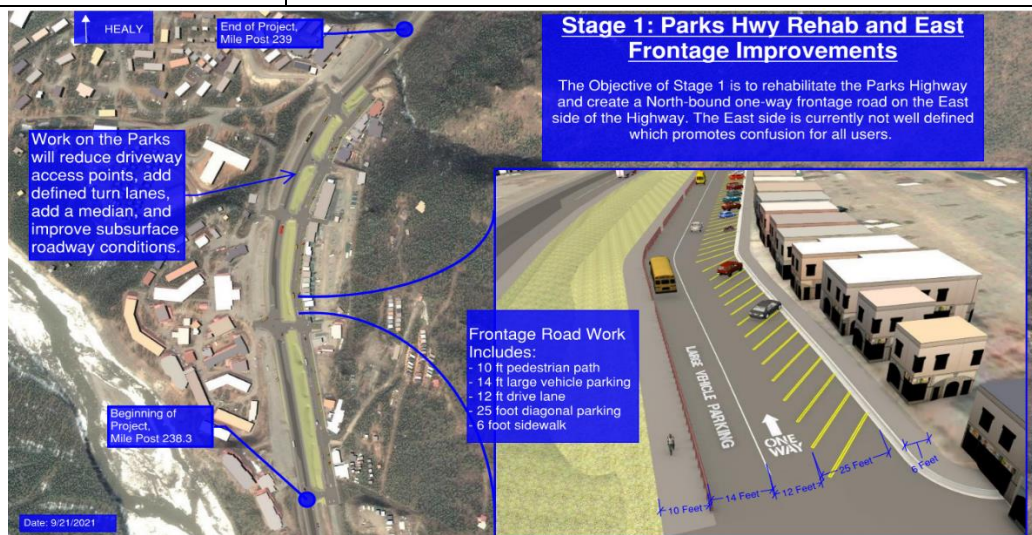 HEALY
End of Project,
Mile Post 239
Stage 1: Parks Hwy Rehab and East
Frontage Improvements
The Objective of Stage 1 is to rehabilitate the Parks Highway
and create a North-bound one-way frontage road on the East
side of the Highway. The East side is currently not well defined
which promotes confusion for all users.
Work on the Parks
will reduce driveway
access points, add
defined turn lanes,
add a median, and
improve subsurface
roadway conditions.
Frontage Road Work
Includes:
- 10 ft pedestrian path
- 14 ft large vehicle parking
- 12 ft drive lane
- 25 foot diagonal parking
- 6 foot sidewalk
LARGE VEHICLE PARKING
ONE
WAY
10 Feet
14 Feet
12 Feet
25 Feet
6 Feet
Beginning of
Project,
Mile Post 238.3
Date: 9/21/2021